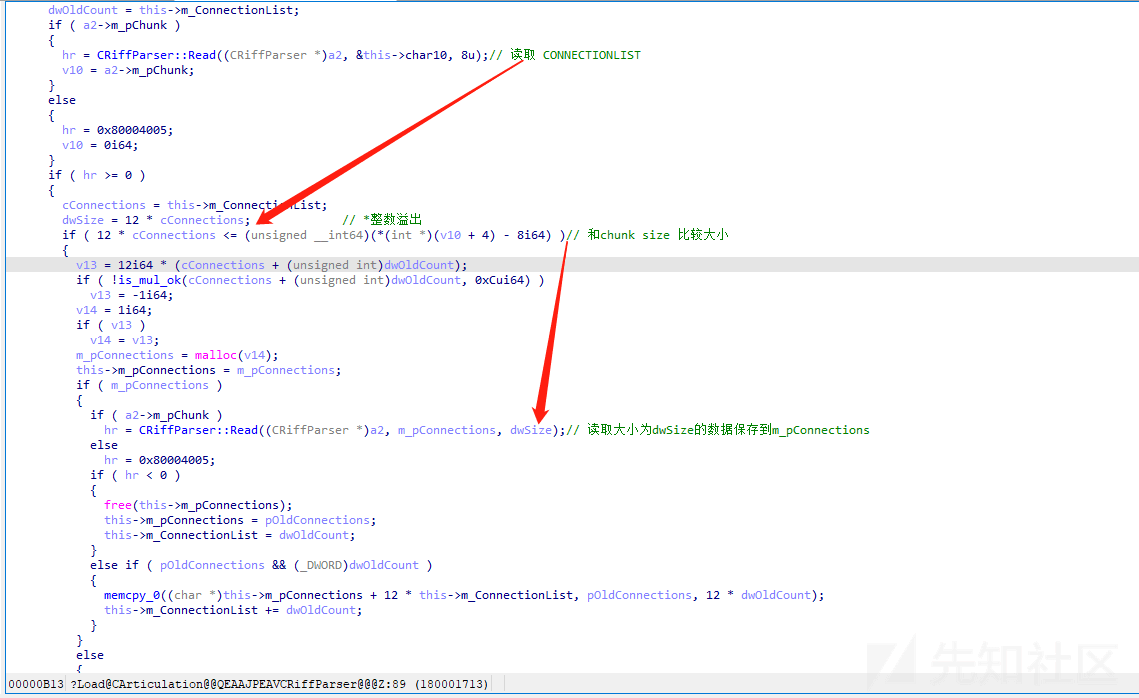 dwOldCount = this->m_ConnectionList;
if ( a2->m_pChunk )
{
hr = CRiffParser::Read((CRiffParser *)a2, &this->char10, 8u);// 读取 CONNECTIONLIST
v10 = a2->m_pChunk;
}
else
{
hr = 0x80004005;
v10 = 0i64;
}
if ( hr >= 0 )
{
cConnections = this->m_ConnectionList;
dwSize = 12 * cConnections; // *整数溢出
if ( 12 * cConnections <= (unsigned __int64)(*(int *)(v10 + 4) - 8i64) )// 和chunk size 比较大小
{
v13 = 12i64 * (cConnections + (unsigned int)dwOldCount);
if ( !is_mul_ok(cConnections + (unsigned int)dwOldCount, 0xCui64) )
v13 = -1i64;
v14 = 1i64;
if ( v13 )
v14 = v13;
m_pConnections = malloc(v14);
this->m_pConnections = m_pConnections;
if ( m_pConnections )
{
if ( a2->m_pChunk )
hr = CRiffParser::Read((CRiffParser *)a2, m_pConnections, dwSize);// 读取大小为dwSize的数据保存到m_pConnections
else
hr = 0x80004005;
if ( hr < 0 )
{
free(this->m_pConnections);
this->m_pConnections = pOldConnections;
this->m_ConnectionList = dwOldCount;
}
else if ( pOldConnections && (_DWORD)dwOldCount )
{
memcpy_0((char *)this->m_pConnections + 12 * this->m_ConnectionList, pOldConnections, 12 * dwOldCount);
this->m_ConnectionList += dwOldCount;
}
}
else
{
00000B13 ?Load@CArticulation@@QEAAJPEAVCRiffParser@@@Z:89 (180001713)
先知社区